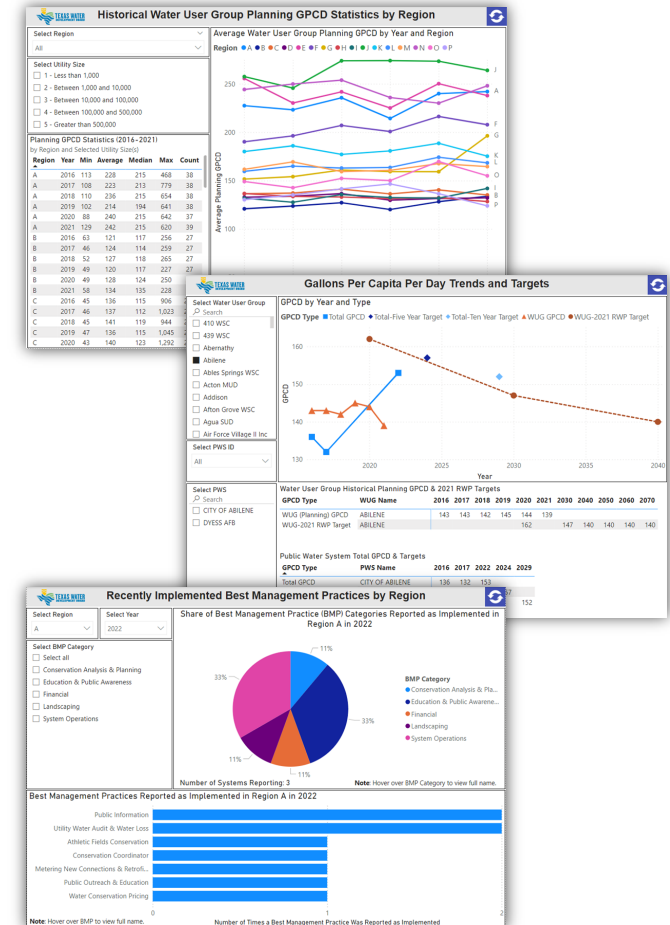 TEXAS WATER
DEVELOPMENT BOARD
Historical Water User Group Planning GPCD Statistics by Region
Select Region
All
Select Utility Size
1 - Less than 1,000
2 - Between 1,000 and 10,000
3 - Between 10,000 and 100,000
4 - Between 100,000 and 500,000
5 - Greater than 500,000
Planning GPCD Statistics (2016-2021)
by Region and Selected Utility Size(s)
Region Year Min Average Median Max Count
A 2016 113 228 215 468 38
A 2017 108 223 213 779 38
A 2018 110 236 215 654 38
A 2019 102 214 194 641 38
A 2020 88 240 215 642 37
A 2021 129 242 215 620 39
B 2016 63 121 117 256 27
B 2017 46 124 114 259 27
B 2018 52 127 118 265 27
B 2019 49 120 117 227 27
B 2020 49 128 124 250
B 2021 58 134 135 228
C 2016 45 136 115 906
C 2017 46 137 112 1,023
C 2018 45 141 119 944
C 2019 47 136 115 1,045
C 2020 43 140 123 1,292
Average Water User Group Planning GPCD by Year and Region
Region A B C D E F G H I J K L M N O P
Average Planning GPCD
250
200
150
100
J
A
F
G
K
L
O
I
B
H
P
TEXAS WATER
DEVELOPMENT BOARD
Gallons Per Capita Per Day Trends and Targets
Select Water User Group
Search
410 WSC
439 WSC
Abernathy
Abilene
Ables Springs WSC
Acton MUD
Addison
Afton Grove WSC
Agua SUD
Air Force Village II Inc
Select PWS ID
All
Select PWS
Search
CITY OF ABILENE
DYESS AFB
GPCD by Year and Type
GPCD Type Total GPCD Total-Five Year Target Total-Ten Year Target WUG GPCD WUG-2021 RWP Target
GPCD
160
150
140
130
2020 2025 2030 2035 2040
Year
Water User Group Historical Planning GPCD & 2021 RWP Targets
GPCD Type WUG Name 2016 2017 2018 2019 2020 2021 2030 2040 2050 2060 2070
WUG (Planning) GPCD ABILENE 143 143 142 145 144 139
WUG-2021 RWP Target ABILENE 162 147 140 140 140 140
Public Water System Total GPCD & Targets
GPCD Type PWS Name 2016 2017 2022 2024 2029
Total GPCD CITY OF ABILENE 136 132 153
152
TEXAS WATER
DEVELOPMENT BOARD
Recently Implemented Best Management Practices by Region
Select Region
A
Select Year
2022
Select BMP Category
Select all
Conservation Analysis & Planning
Education & Public Awareness
Financial
Landscaping
System Operations
Share of Best Management Practice (BMP) Categories Reported as Implemented in
Region A in 2022
11%
33%
11%
11%
33%
BMP Category
Conservation Analysis & Pla...
Education & Public Awarene...
Financial
Landscaping
System Operations
Number of Systems Reporting: 3
Note: Hover over BMP Category to view full name.
Best Management Practices Reported as Implemented in Region A in 2022
Public Information
Utility Water Audit & Water Loss
Athletic Fields Conservation
Conservation Coordinator
Metering New Connections & Retrofi...
Public Outreach & Education
Water Conservation Pricing
0 1 2
Note: Hover over BMP to view full name.
Number of Times a Best Management Practice Was Reported as Implemented